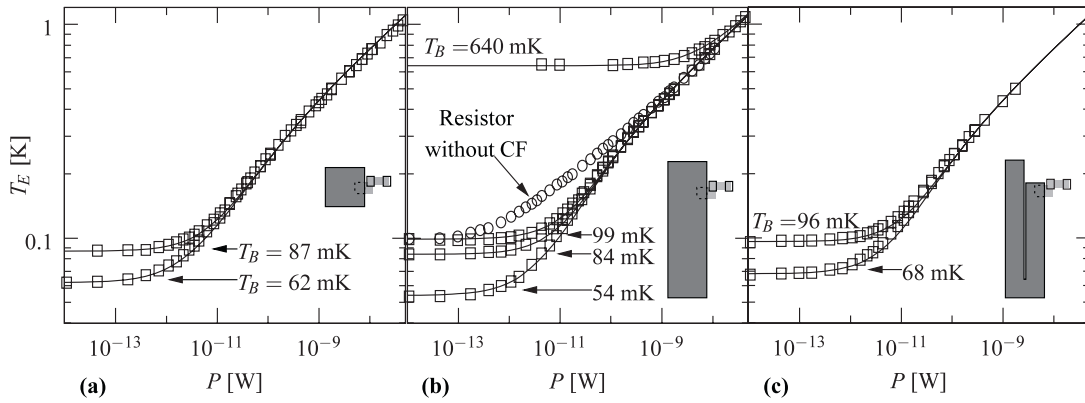 1
0.1
T_E [K]
T_B = 87 mK
T_B = 62 mK
10^-13 10^-11 10^-9
(a) P [W]
T_B =640 mK
Resistor
without CF
99 mK
84 mK
54 mK
10^-13 10^-11 10^-9
(b) P [W]
T_B =96 mK
68 mK
10^-13 10^-11 10^-9
(c) P [W]